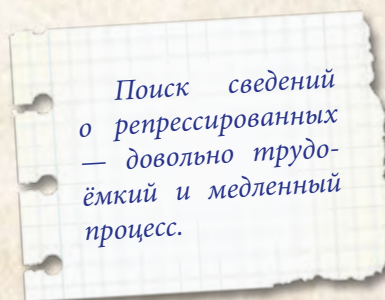 Поиск сведений
о репрессированных
— довольно трудо-
ёмкий и медленный
процесс.